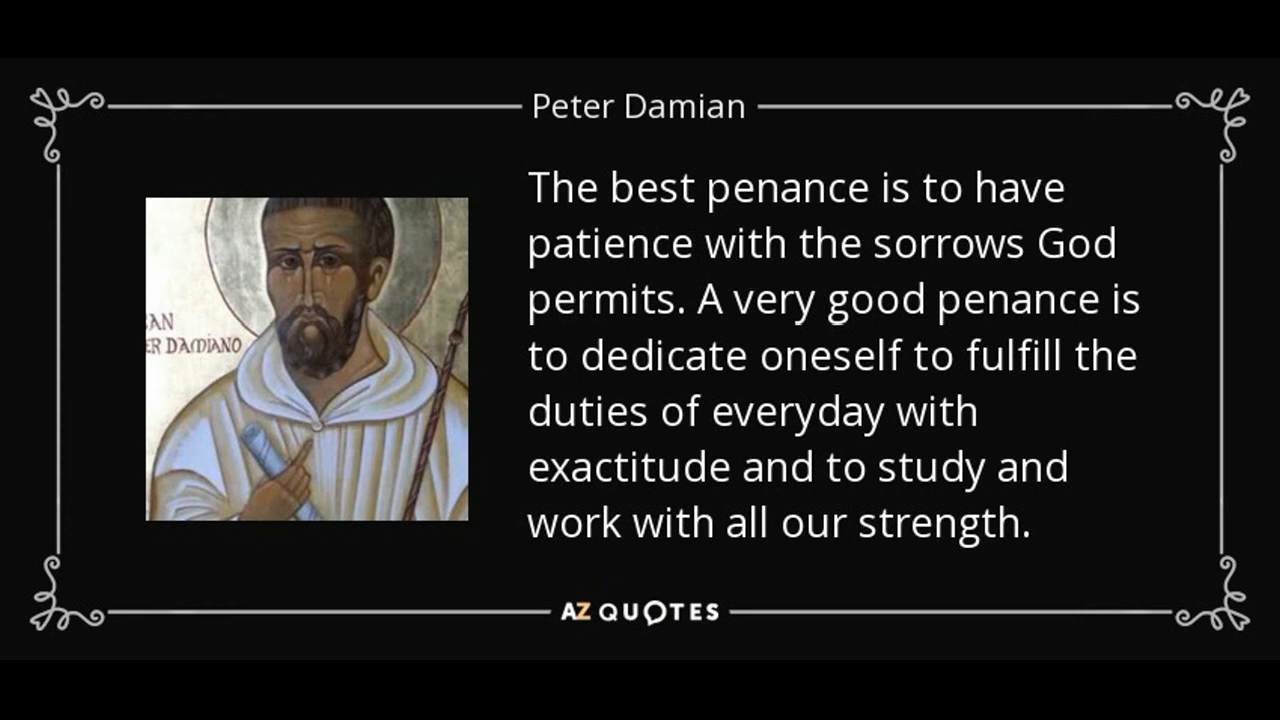 Peter Damian
AN
ER DAMIANO
The best penance is to have
patience with the sorrows God
permits. A very good penance is
to dedicate oneself to fulfill the
duties of everyday with
exactitude and to study and
work with all our strength.
AZ QUOTES